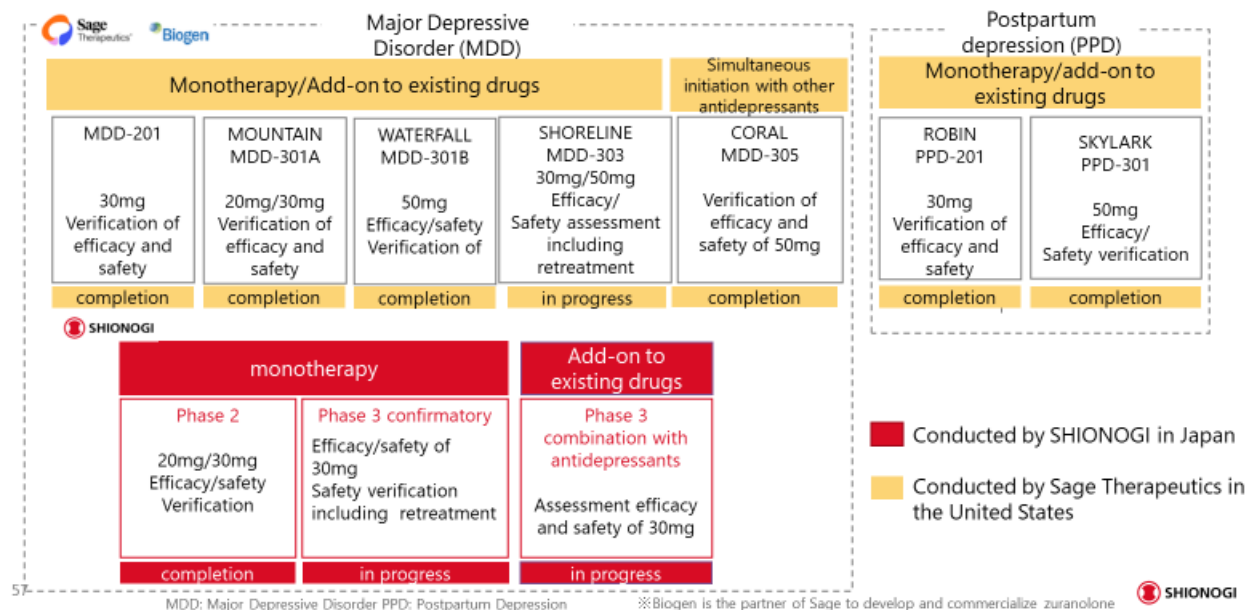 Sage
Therapeutics®
Biogen
Major Depressive
Disorder (MDD)
Monotherapy/Add-on to existing drugs
Simultaneous
initiation with other
antidepressants
MDD-201
30mg
Verification of
efficacy and
safety
completion
MOUNTAIN
MDD-301A
20mg/30mg
Verification of
efficacy and
safety
completion
WATERFALL
MDD-301B
50mg
Efficacy/safety
Verification of
completion
SHORELINE
MDD-303
30mg/50mg
Efficacy/
Safety assessment
including
retreatment
in progress
CORAL
MDD-305
Verification of
efficacy and
safety of 50mg
completion
Postpartum
depression (PPD)
Monotherapy/add-on to
existing drugs
ROBIN
PPD-201
30mg
Verification of
efficacy and
safety
completion
SKYLARK
PPD-301
50mg
Efficacy/
Safety verification
completion
SHIONOGI
monotherapy
Phase 2
20mg/30mg
Efficacy/safety
Verification
completion
Phase 3 confirmatory
Efficacy/safety of
30mg
Safety verification
including retreatment
in progress
Add-on to
existing drugs
Phase 3
combination with
antidepressants
Assessment efficacy
and safety of 30mg
in progress
Conducted by SHIONOGI in Japan
Conducted by Sage Therapeutics in
the United States
57
MDD: Major Depressive Disorder PPD: Postpartum Depression
※Biogen is the partner of Sage to develop and commercialize zuranolone
SHIONOGI